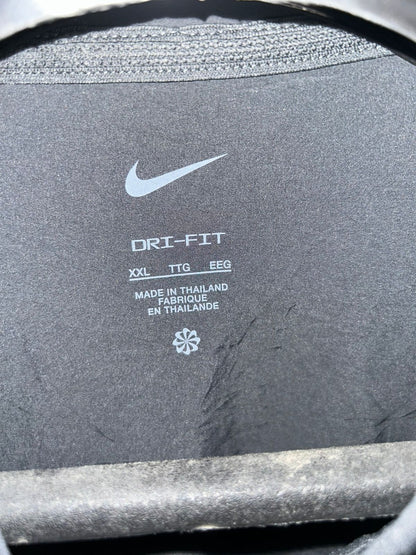 DRI-FIT
XXL TTG EEG
MADE IN THAILAND
FABRIQUE
EN THAILANDE